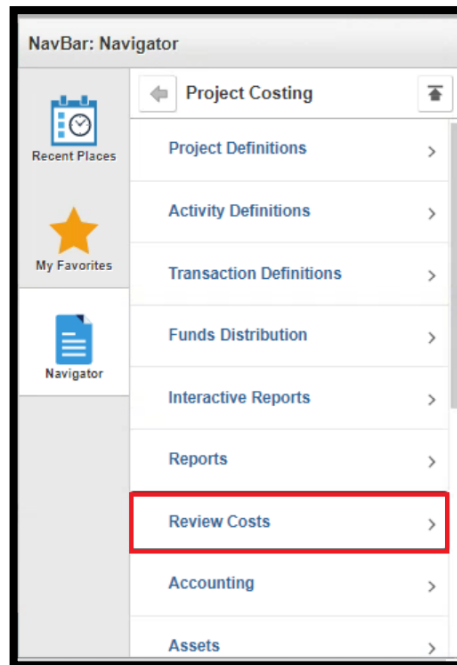 NavBar: Navigator
Project Costing
Recent Places
My Favorites
Navigator
Project Definitions
Activity Definitions
Transaction Definitions
Funds Distribution
Interactive Reports
Reports
Review Costs
Accounting
Assets